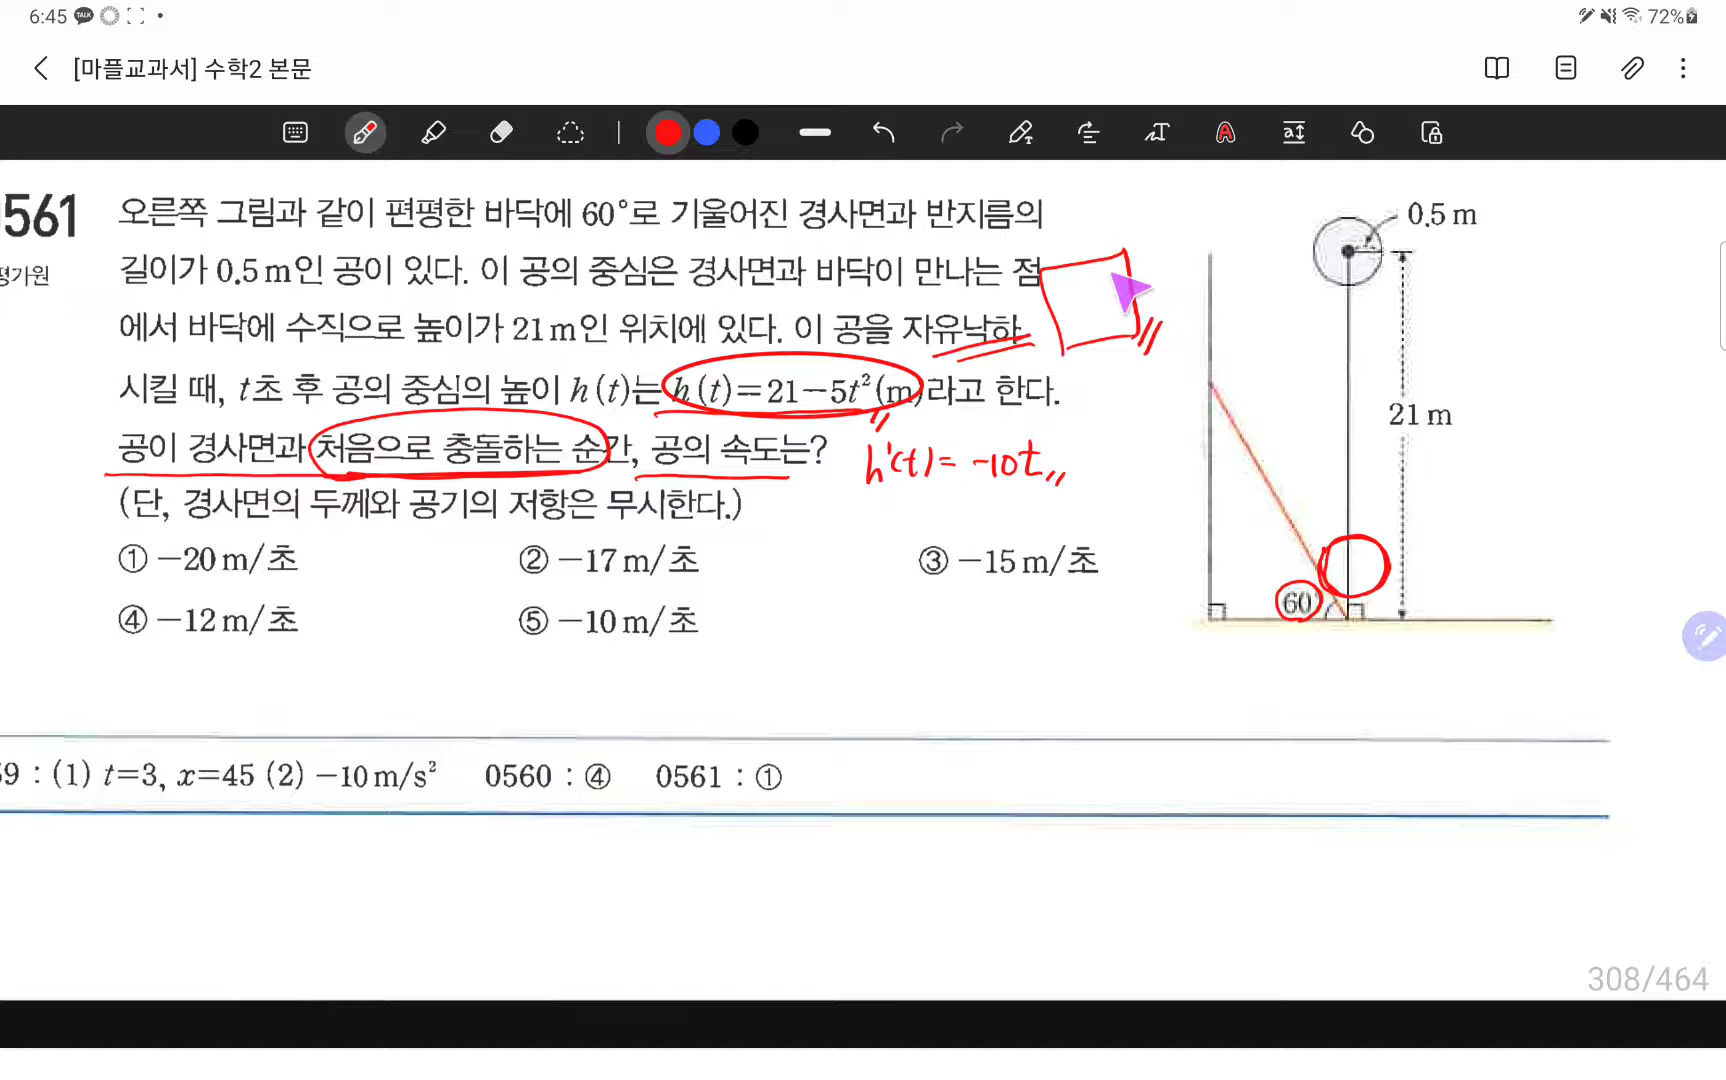 6:45
TALK
72%
[마플교과서] 수학2 본문
0561
평가원
오른쪽 그림과 같이 편평한 바닥에 60°로 기울어진 경사면과 반지름의
길이가 0.5 m인 공이 있다. 이 공의 중심은 경사면과 바닥이 만나는 점
에서 바닥에 수직으로 높이가 21 m인 위치에 있다. 이 공을 자유낙하
시킬 때, t초 후 공의 중심의 높이 h(t)는 h(t)=21-5t²(m)라고 한다.
공이 경사면과 처음으로 충돌하는 순간, 공의 속도는?
h'(t)= -10t
(단, 경사면의 두께와 공기의 저항은 무시한다.)
① -20 m/초 ② -17 m/초 ③ -15 m/초
④ -12 m/초 ⑤ -10 m/초
0.5 m
21 m
60°
59 : (1) t=3, x=45 (2) -10 m/s² 0560 : ④ 0561 : ①
308/464